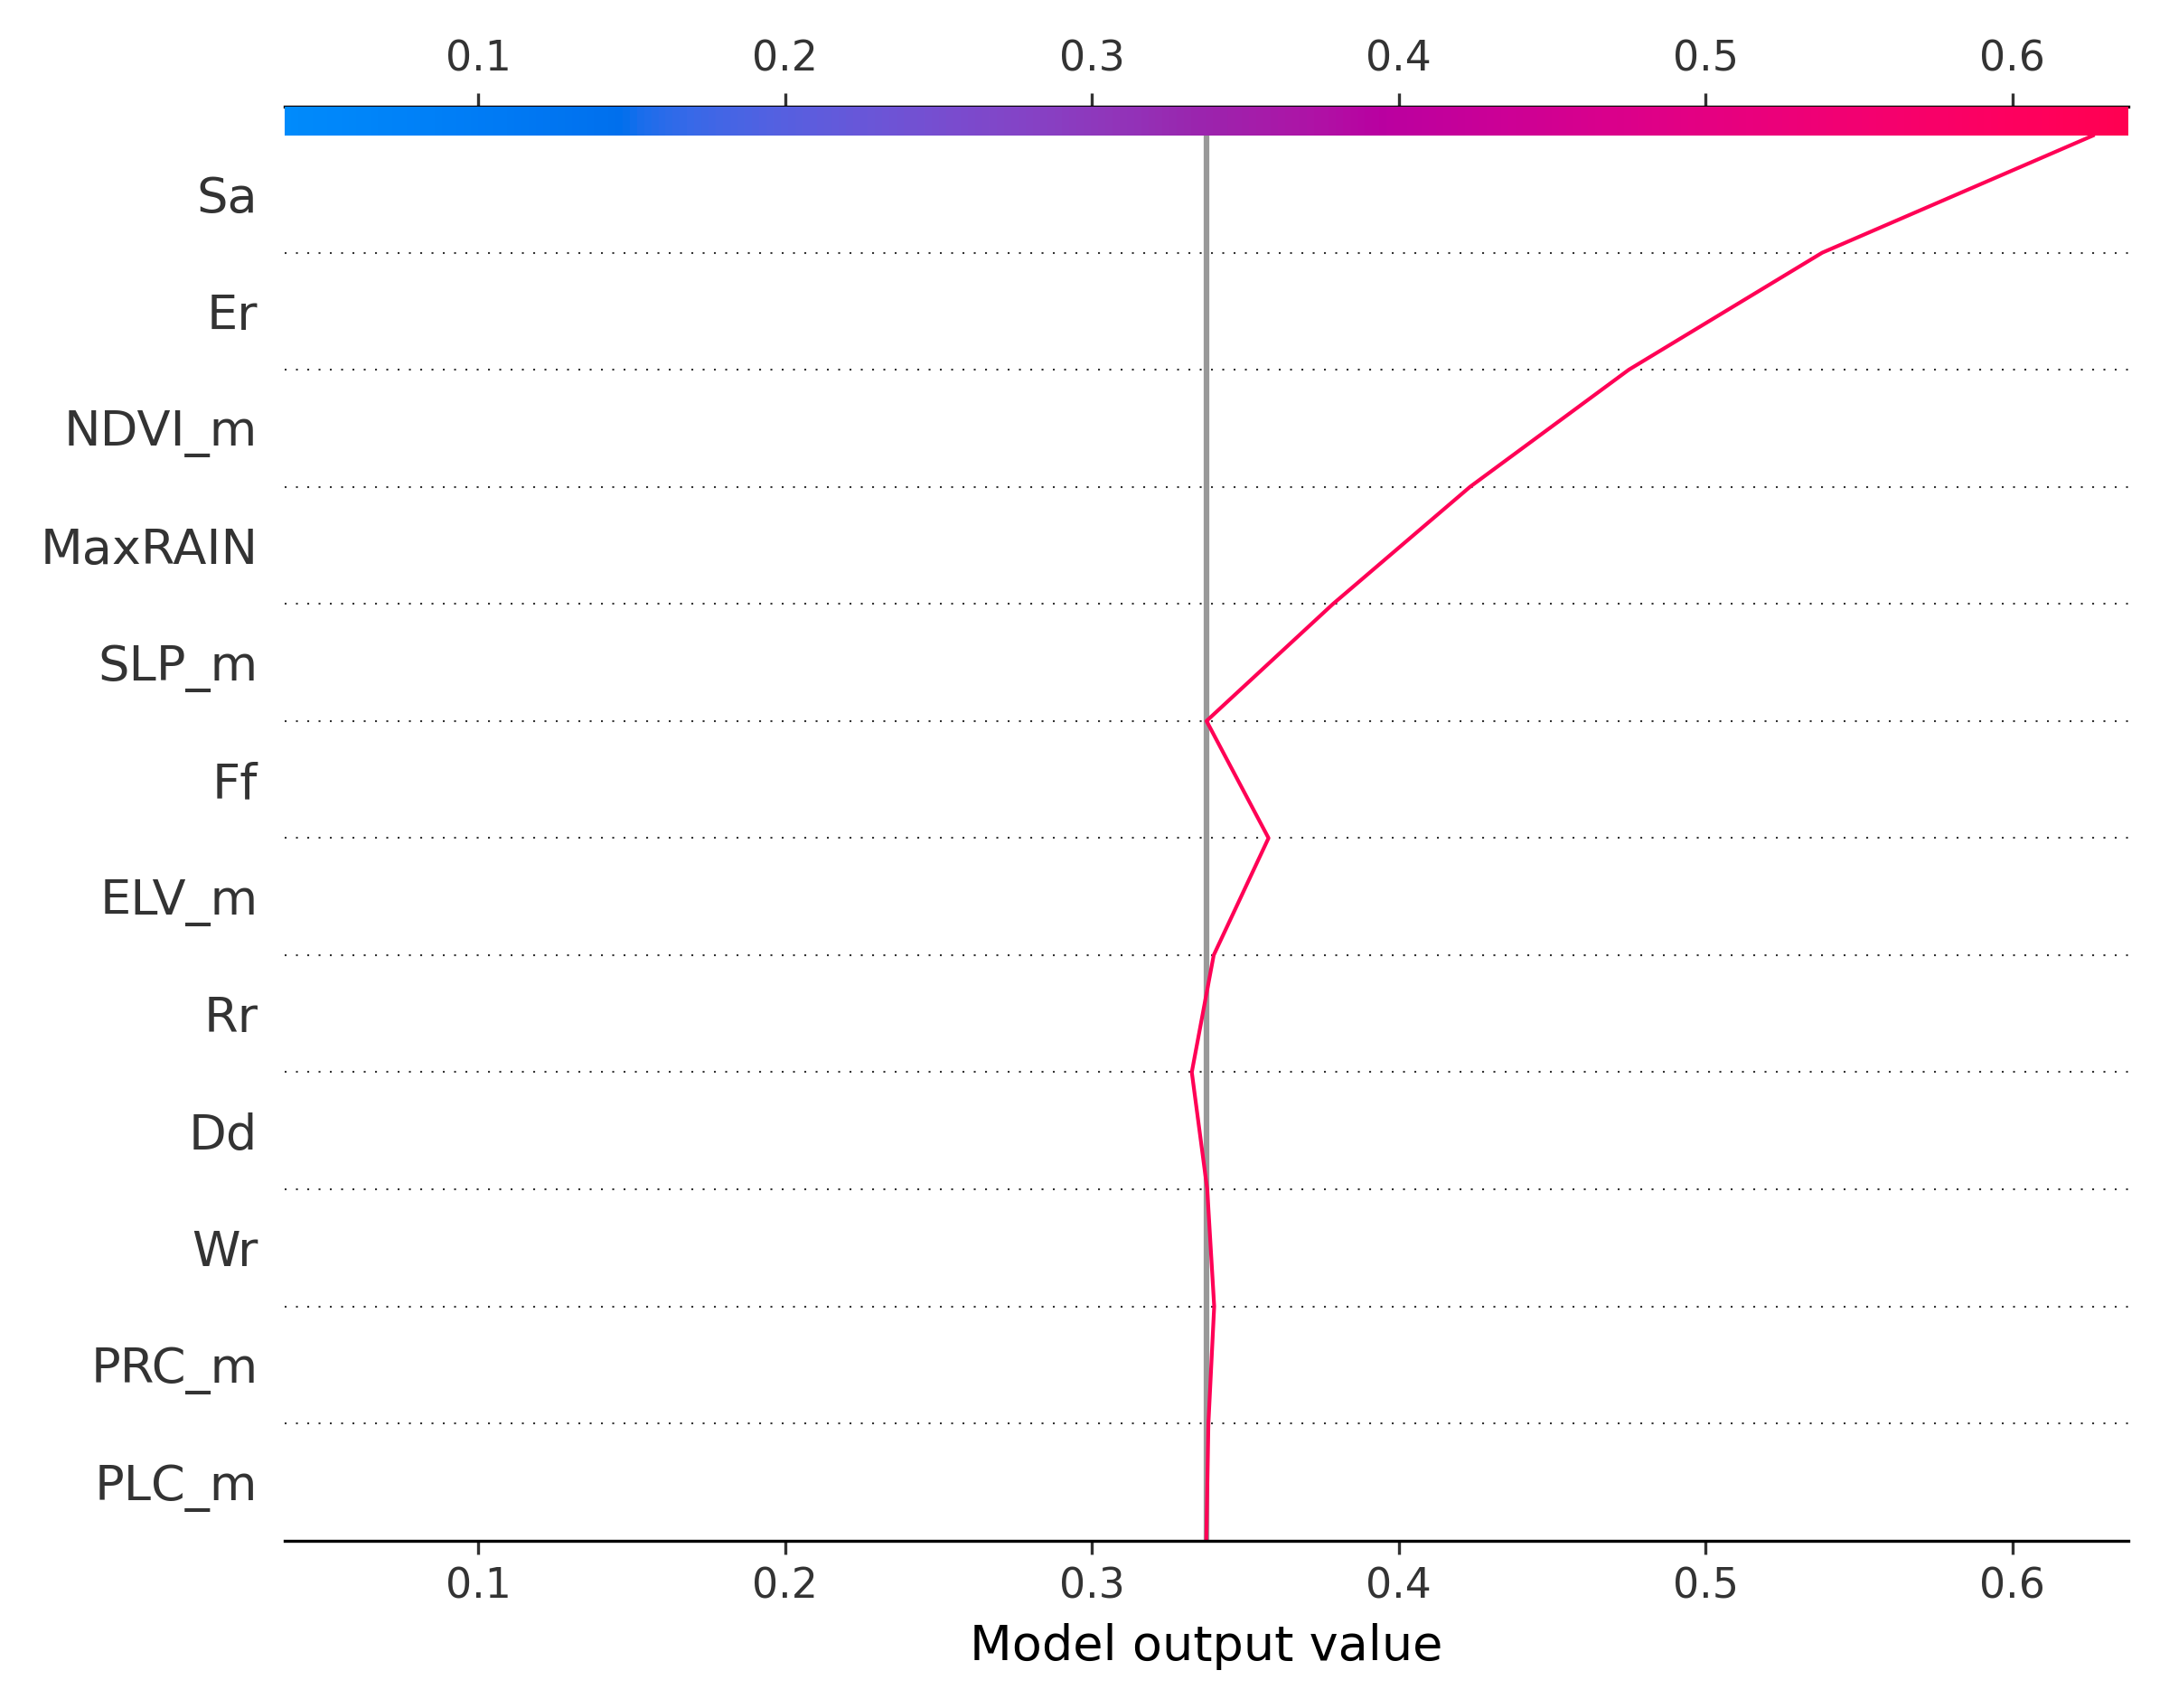 0.1 0.2 0.3 0.4 0.5 0.6
Sa
Er
NDVI_m
MaxRAIN
SLP_m
Ff
ELV_m
Rr
Dd
Wr
PRC_m
PLC_m
0.1 0.2 0.3 0.4 0.5 0.6
Model output value